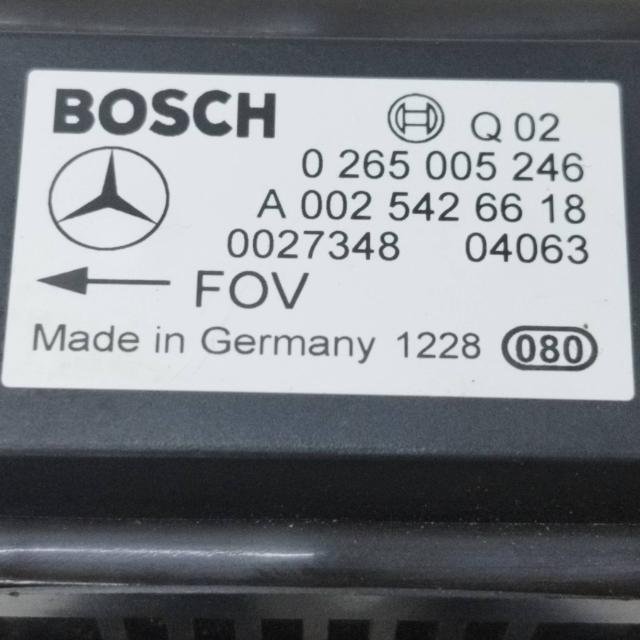 BOSCH
Q 02
0 265 005 246
A 002 542 66 18
0027348 04063
FOV
Made in Germany 1228 080